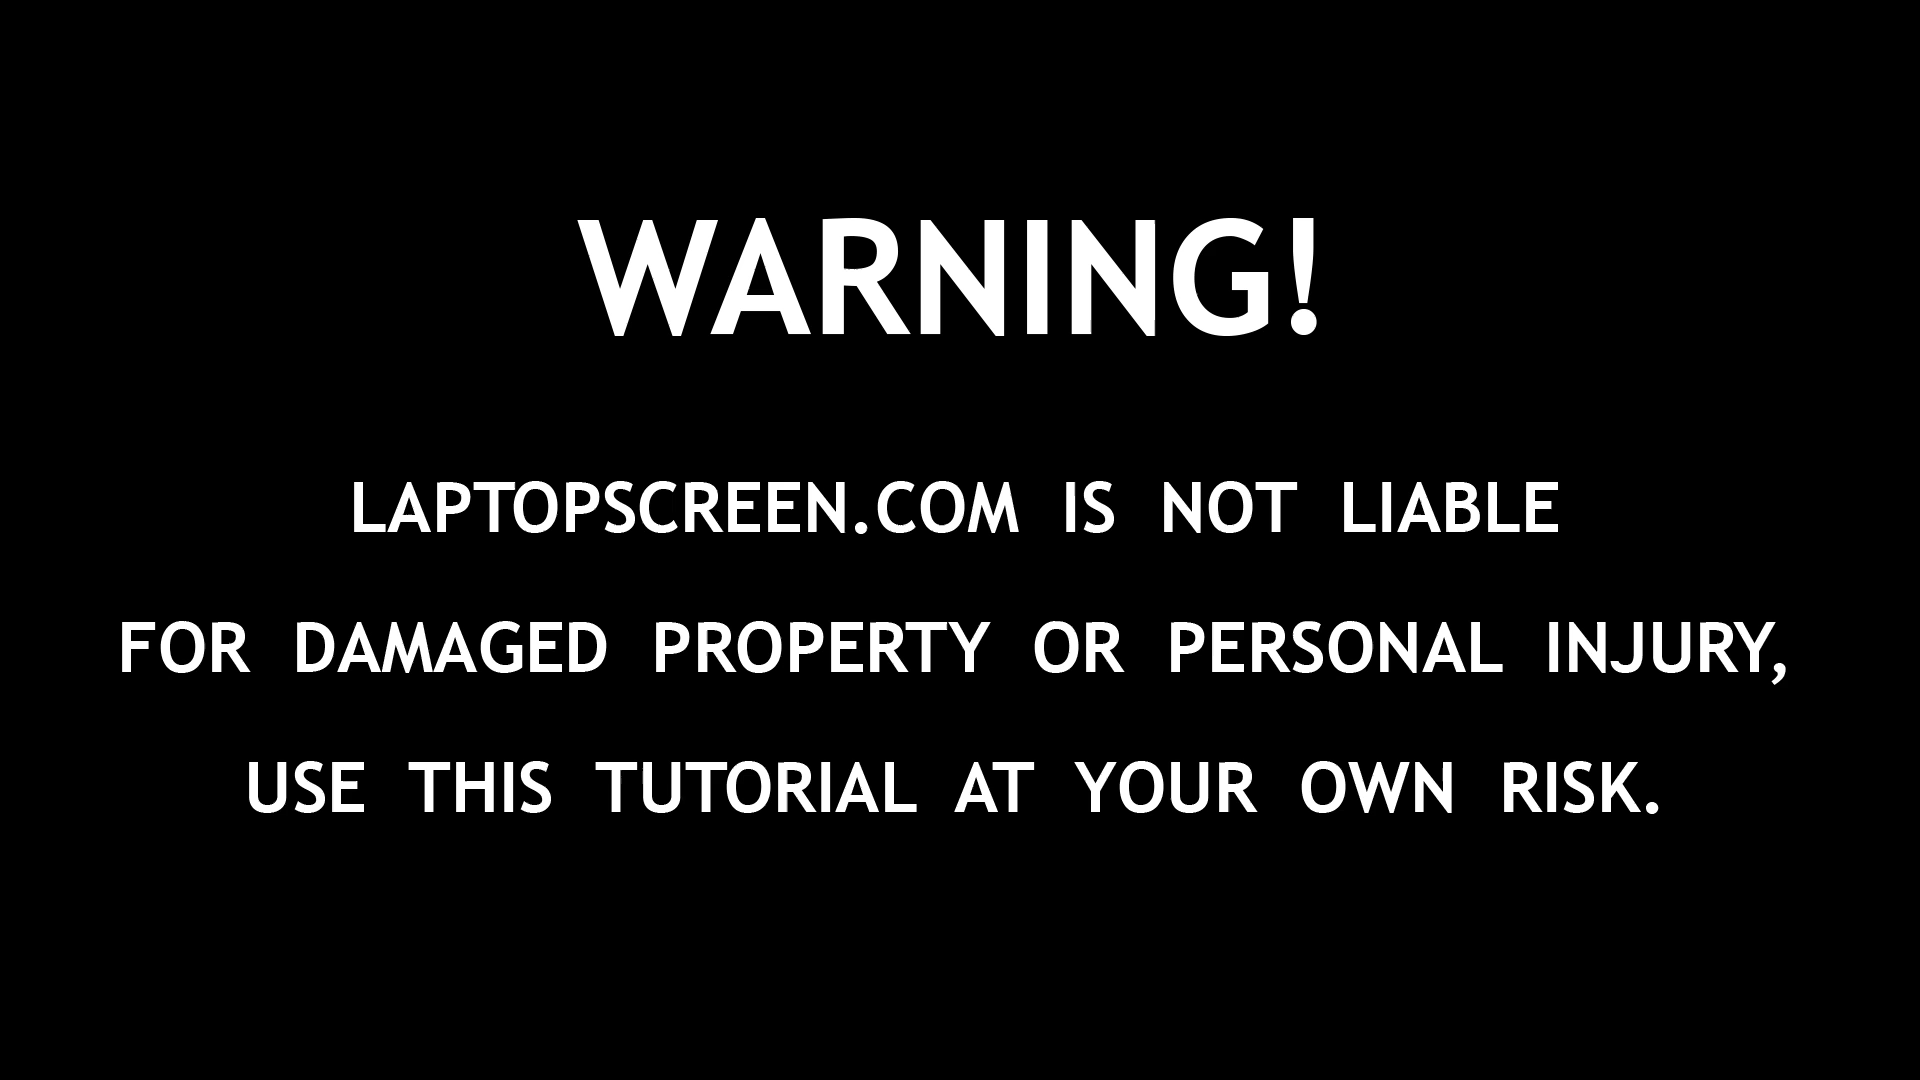 WARNING!
LAPTOPSCREEN.COM IS NOT LIABLE
FOR DAMAGED PROPERTY OR PERSONAL INJURY,
USE THIS TUTORIAL AT YOUR OWN RISK.